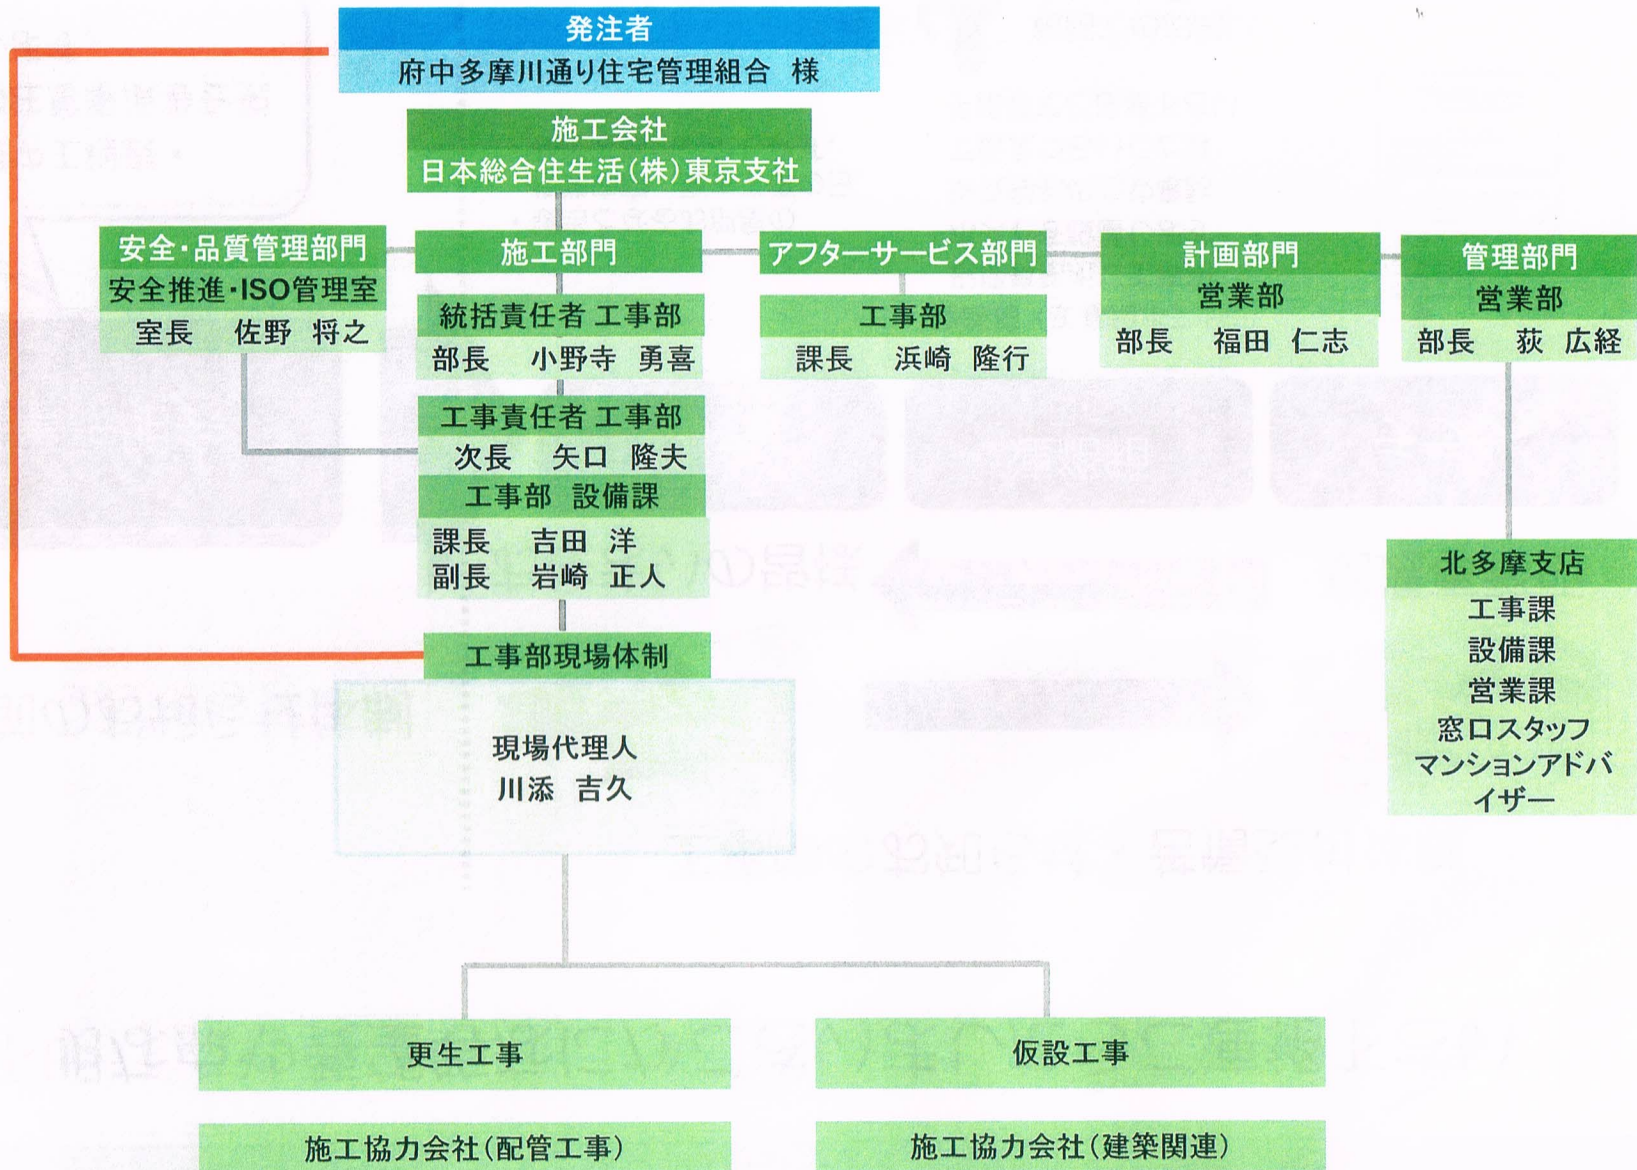 発注者
府中多摩川通り住宅管理組合 様
施工会社
日本総合住生活(株)東京支社
安全・品質管理部門
安全推進・ISO管理室
室長 佐野 将之
施工部門
統括責任者 工事部
部長 小野寺 勇喜
工事責任者 工事部
次長 矢口 隆夫
工事部 設備課
課長 吉田 洋
副長 岩崎 正人
工事部現場体制
現場代理人
川添 吉久
アフターサービス部門
工事部
課長 浜崎 隆行
計画部門
営業部
部長 福田 仁志
管理部門
営業部
部長 荻 広経
北多摩支店
工事課
設備課
営業課
窓口スタッフ
マンションアドバ
イザー
更生工事
仮設工事
施工協力会社(配管工事)
施工協力会社(建築関連)